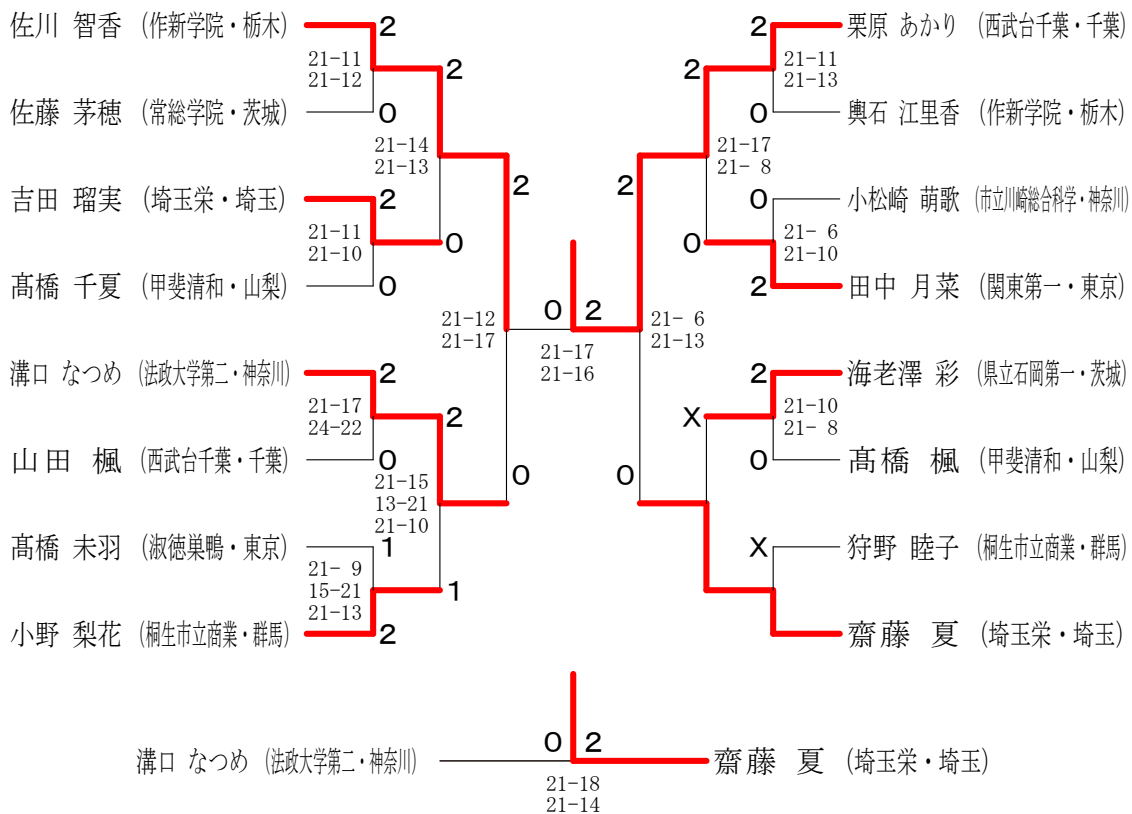 佐川 智香 (作新学院・栃木) 2 2 栗原 あかり (西武台千葉・千葉)
21-11 2 2 21-11
21-12 21-13
佐藤 茅穂 (常総学院・茨城) 0 0 輿石 江里香 (作新学院・栃木)
21-14 21-17
21-13 21- 8
2 2
吉田 瑠実 (埼玉栄・埼玉) 2 0 小松崎 萌歌 (市立川崎総合科学・神奈川)
21-11 0 0 21- 6
21-10 21-10
髙橋 千夏 (甲斐清和・山梨) 0 2 田中 月菜 (関東第一・東京)
21-12 0 2 21- 6
21-17 21-17 21-13
21-16
溝口 なつめ (法政大学第二・神奈川) 2 2 海老澤 彩 (県立石岡第一・茨城)
21-17 2 X 21-10
24-22 21- 8
山田 楓 (西武台千葉・千葉) 0 0 髙橋 楓 (甲斐清和・山梨)
0 0
21-15
13-21
21-10
髙橋 未羽 (淑徳巣鴨・東京) 1 X 狩野 睦子 (桐生市立商業・群馬)
21- 9
15-21 1
21-13
小野 梨花 (桐生市立商業・群馬) 2 齋藤 夏 (埼玉栄・埼玉)
溝口 なつめ (法政大学第二・神奈川) 0 2 齋藤 夏 (埼玉栄・埼玉)
21-18
21-14